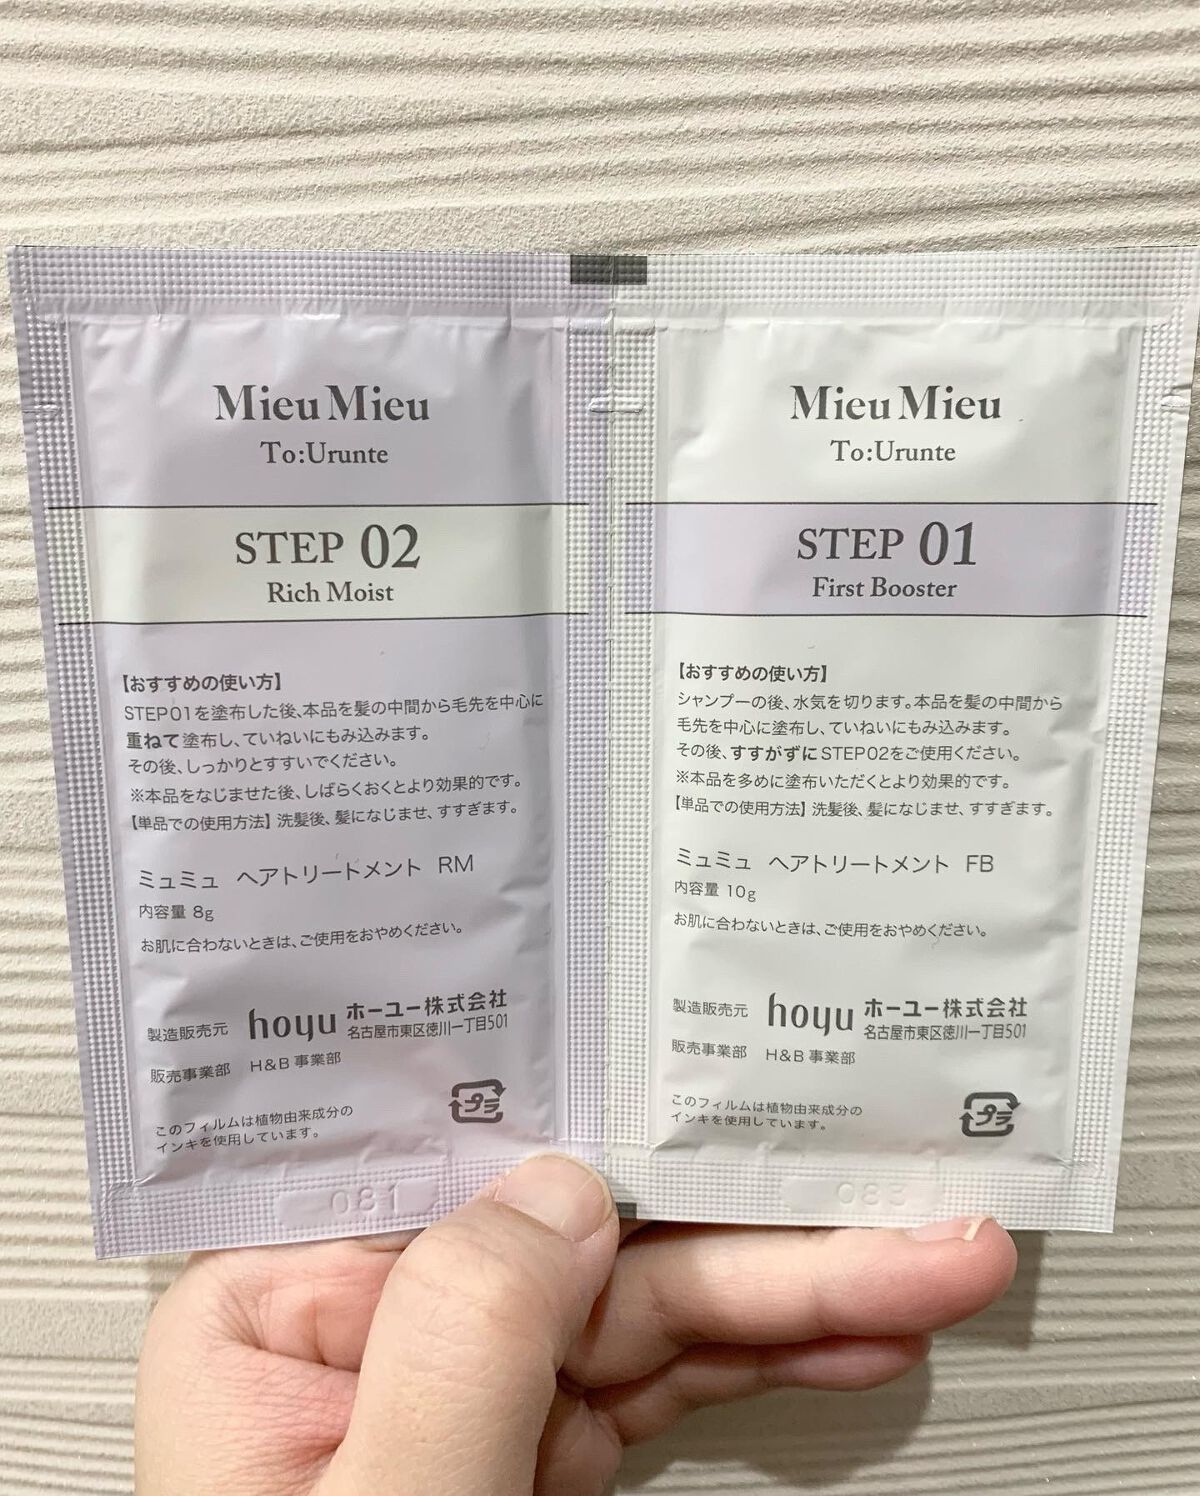 Mieu Mieu
To:Urunte
STEP 02
Rich Moist
【おすすめの使い方】
STEP01を塗布した後、本品を髪の中間から毛先を中心に
重ねて塗布し、ていねいにもみ込みます。
その後、しっかりとすすいでください。
※本品をなじませた後、しばらくおくとより効果的です。
【単品での使用方法】洗髪後、髪になじませ、すすぎます。
ミュミュ ヘアトリートメント RM
内容量 8g
お肌に合わないときは、ご使用をおやめください。
製造販売元 hoyu ホーユー株式会社
名古屋市東区徳川一丁目501
販売事業部 H&B 事業部
このフィルムは植物由来成分の
インキを使用しています。
プラ
081
Mieu Mieu
To:Urunte
STEP 01
First Booster
【おすすめの使い方】
シャンプーの後、水気を切ります。本品を髪の中間から
毛先を中心に塗布し、ていねいにもみ込みます。
その後、すすがずにSTEP02をご使用ください。
※本品を多めに塗布いただくとより効果的です。
【単品での使用方法】洗髪後、髪になじませ、すすぎます。
ミュミュ ヘアトリートメント FB
内容量 10g
お肌に合わないときは、ご使用をおやめください。
製造販売元 hoyu ホーユー株式会社
名古屋市東区徳川一丁目501
販売事業部 H&B 事業部
このフィルムは植物由来成分の
インキを使用しています。
プラ